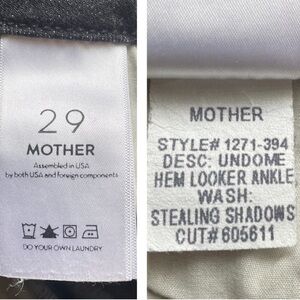 29
MOTHER
Assembled in USA
by both USA and foreign components
DO YOUR OWN LAUNDRY
MOTHER
STYLE# 1271-394
DESC: UNDONE
HEM LOOKER ANKLE
WASH:
STEALING SHADOWS
CUT# 605611